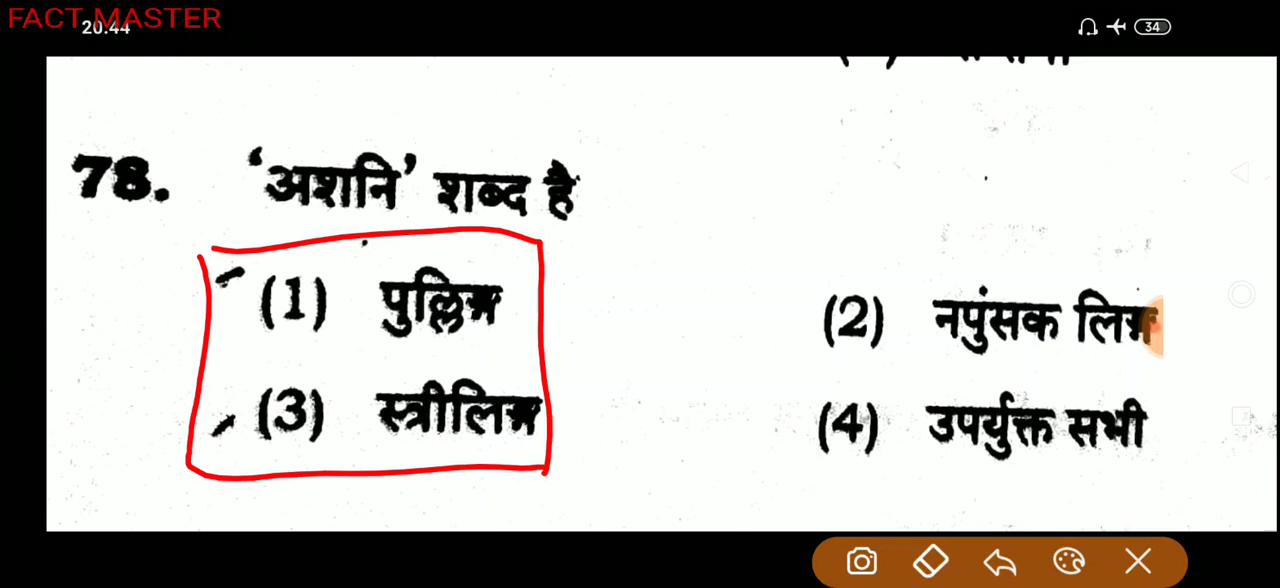 FACT MASTER
20.44
34
78. ‘अशनि’ शब्द है
(1) पुल्लिङ्ग (2) नपुंसक लिङ्ग
(3) स्त्रीलिङ्ग (4) उपर्युक्त सभी